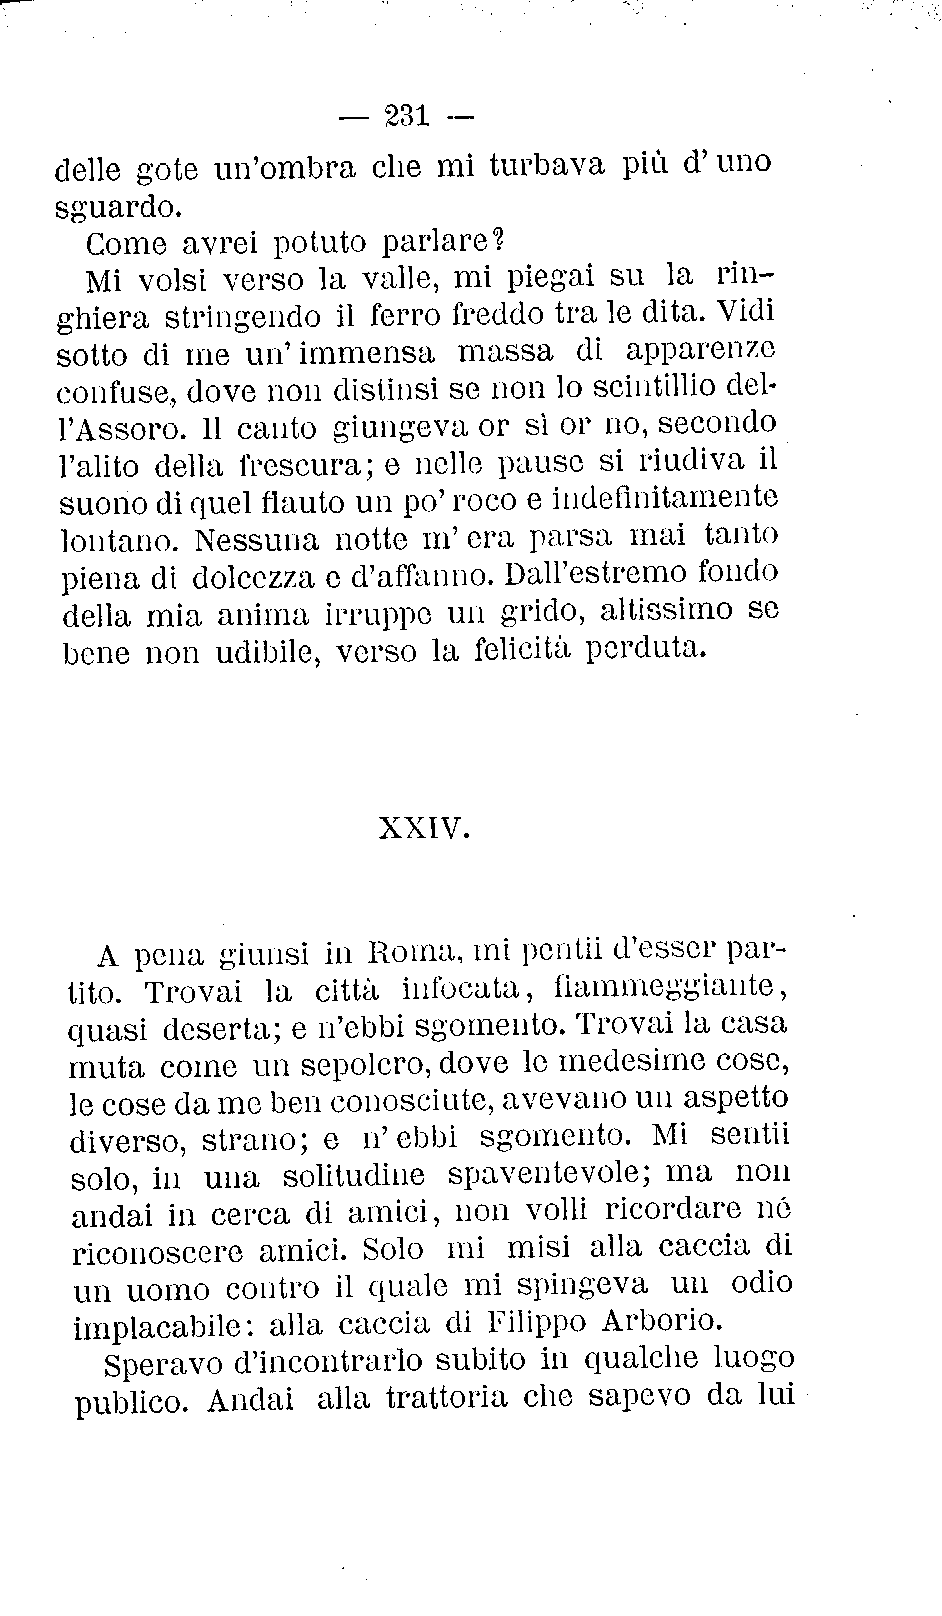 — 231 —
delle gote un'ombra che mi turbava più d' uno
sguardo.
Come avrei potuto parlare?
Mi volsi verso la valle, mi piegai su la rin-
ghiera stringendo il ferro freddo tra le dita. Vidi
sotto di me un' immensa massa di apparenze
confuse, dove non distinsi se non lo scintillio del-
l'Assoro. Il canto giungeva or sì or no, secondo
l'alito della frescura; e nelle pause si riudiva il
suono di quel flauto un po' roco e indefinitamente
lontano. Nessuna notte m' era parsa mai tanto
piena di dolcezza e d'affanno. Dall'estremo fondo
della mia anima irruppe un grido, altissimo se
bene non udibile, verso la felicità perduta.
XXIV.
A pena giunsi in Roma, mi pentii d'esser par-
tito. Trovai la città infocata, fiammeggiante,
quasi deserta; e n'ebbi sgomento. Trovai la casa
muta come un sepolcro, dove le medesime cose,
le cose da me ben conosciute, avevano un aspetto
diverso, strano; e n' ebbi sgomento. Mi sentii
solo, in una solitudine spaventevole; ma non
andai in cerca di amici, non volli ricordare nè
riconoscere amici. Solo mi misi alla caccia di
un uomo contro il quale mi spingeva un odio
implacabile: alla caccia di Filippo Arborio.
Speravo d'incontrarlo subito in qualche luogo
publico. Andai alla trattoria che sapevo da lui